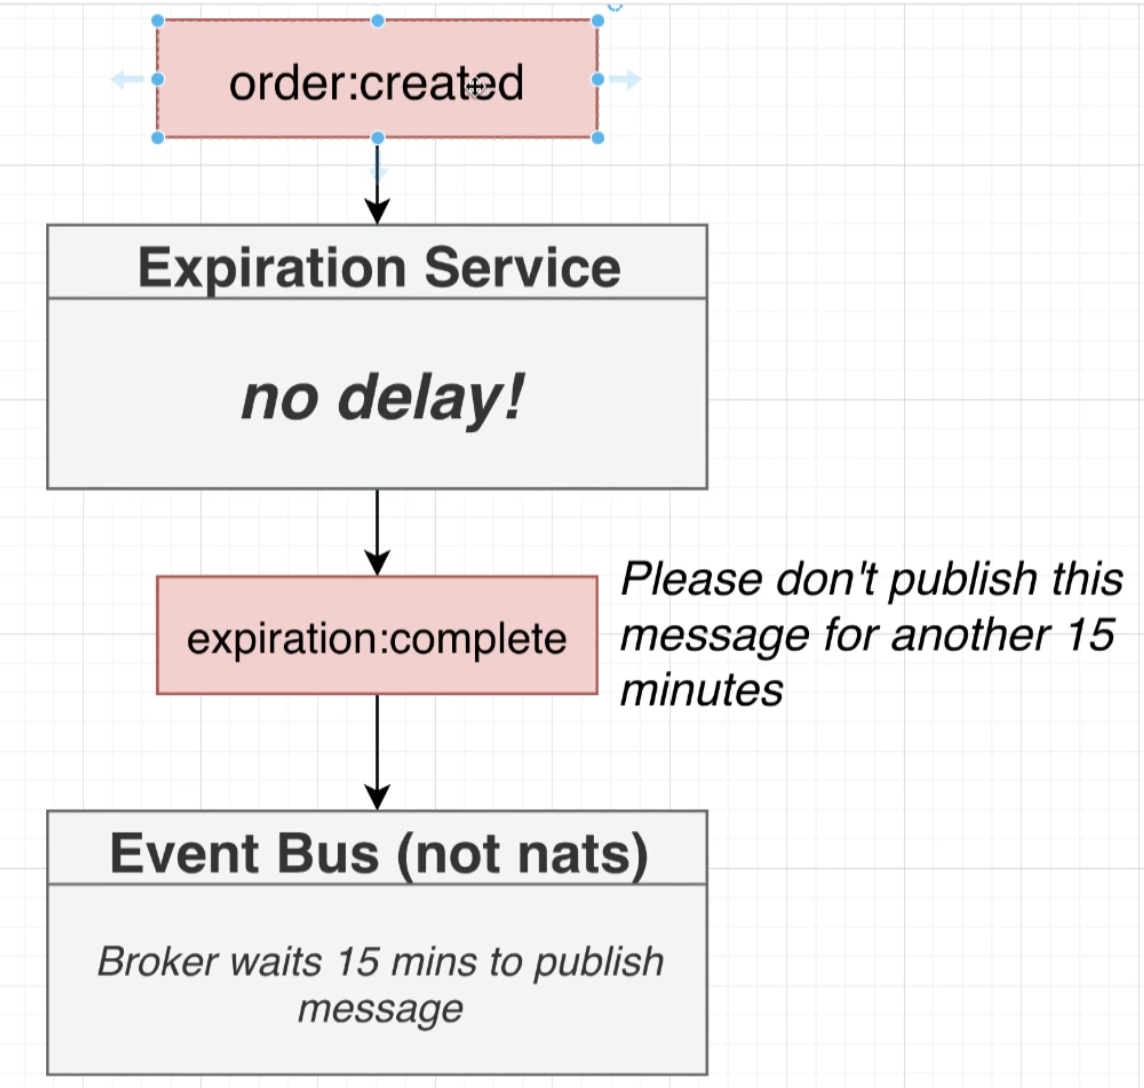 order:created
Expiration Service
no delay!
expiration:complete
Please don't publish this
message for another 15
minutes
Event Bus (not nats)
Broker waits 15 mins to publish
message